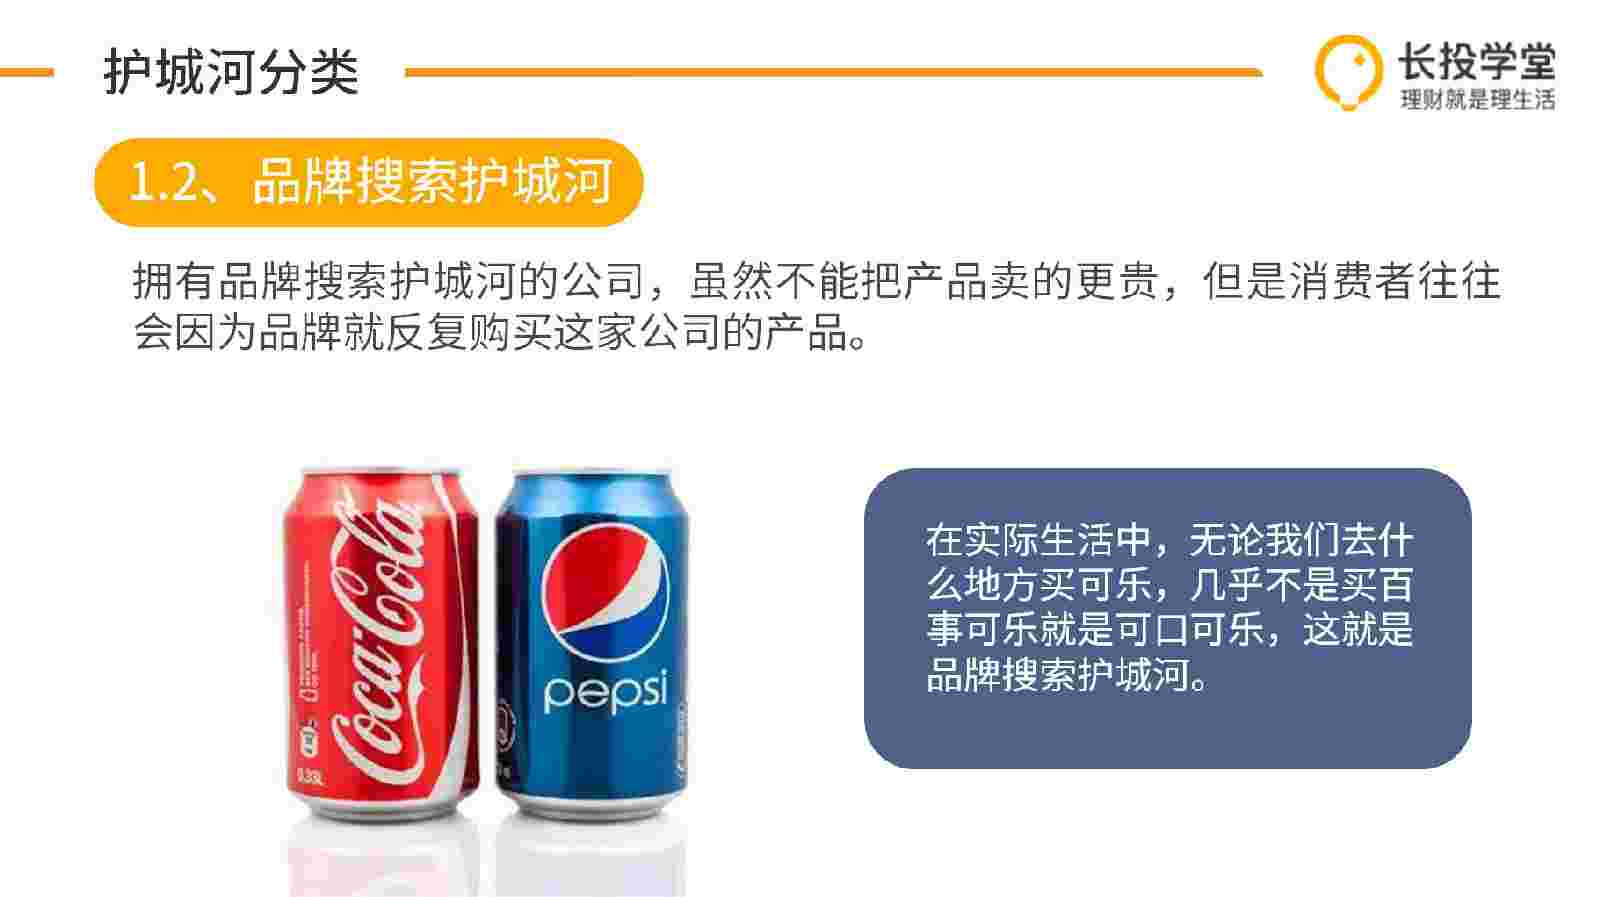 护城河分类
长投学堂
理财就是理生活
1.2、品牌搜索护城河
拥有品牌搜索护城河的公司，虽然不能把产品卖的更贵，但是消费者往往
会因为品牌就反复购买这家公司的产品。
Coca-Cola
0.33L
pepsi
在实际生活中，无论我们去什
么地方买可乐，几乎不是买百
事可乐就是可口可乐，这就是
品牌搜索护城河。